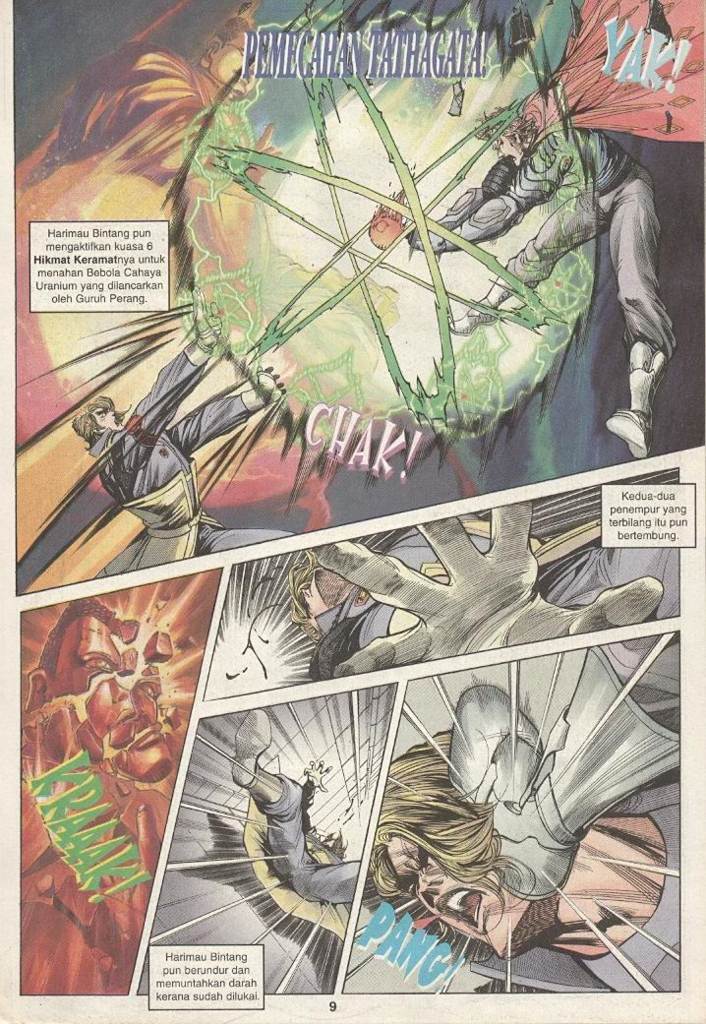 PEMECAHAN TATHAGATA!
YAK!
Harimau Bintang pun
mengaktifkan kuasa 6
Hikmat Keramatnya untuk
menahan Bebola Cahaya
Uranium yang dilancarkan
oleh Guruh Perang.
CHAK!
Kedua-dua
penempur yang
terbilang itu pun
bertembung.
KRAAAK!
PANG!
Harimau Bintang
pun berundur dan
memuntahkan darah
kerana sudah dilukai.
9